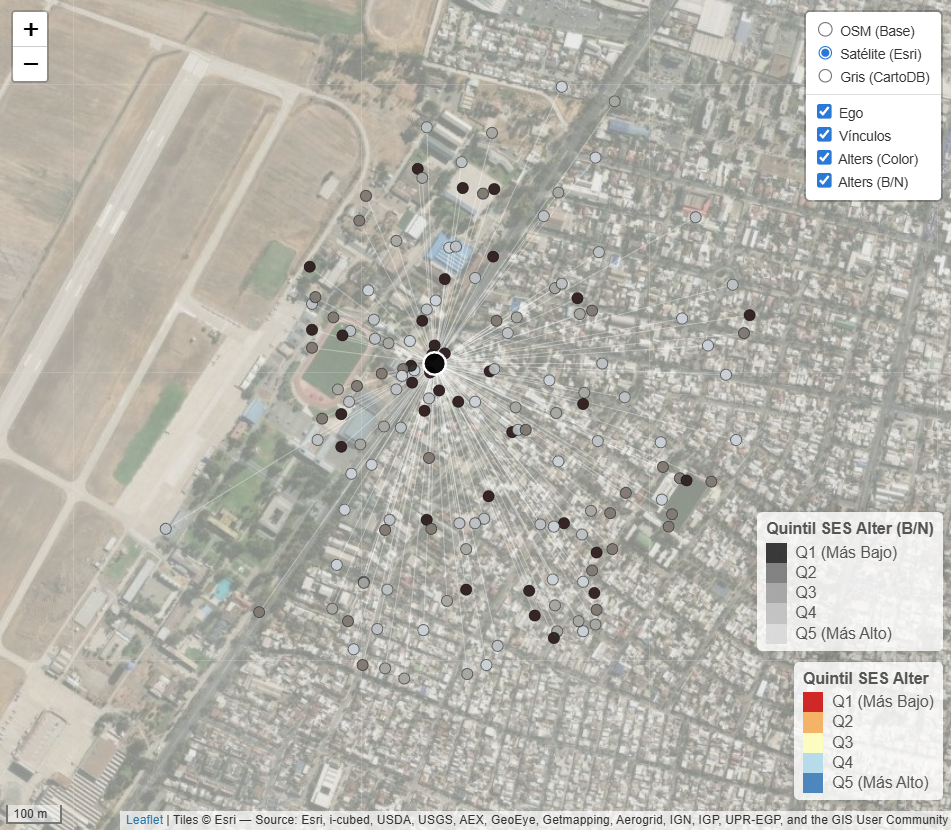 +
−
OSM (Base)
Satélite (Esri)
Gris (CartoDB)
Ego
Vínculos
Alters (Color)
Alters (B/N)
Quintil SES Alter (B/N)
Q1 (Más Bajo)
Q2
Q3
Q4
Q5 (Más Alto)
Quintil SES Alter
Q1 (Más Bajo)
Q2
Q3
Q4
Q5 (Más Alto)
100 m
Leaflet | Tiles © Esri — Source: Esri, i-cubed, USDA, USGS, AEX, GeoEye, Getmapping, Aerogrid, IGN, IGP, UPR-EGP, and the GIS User Community